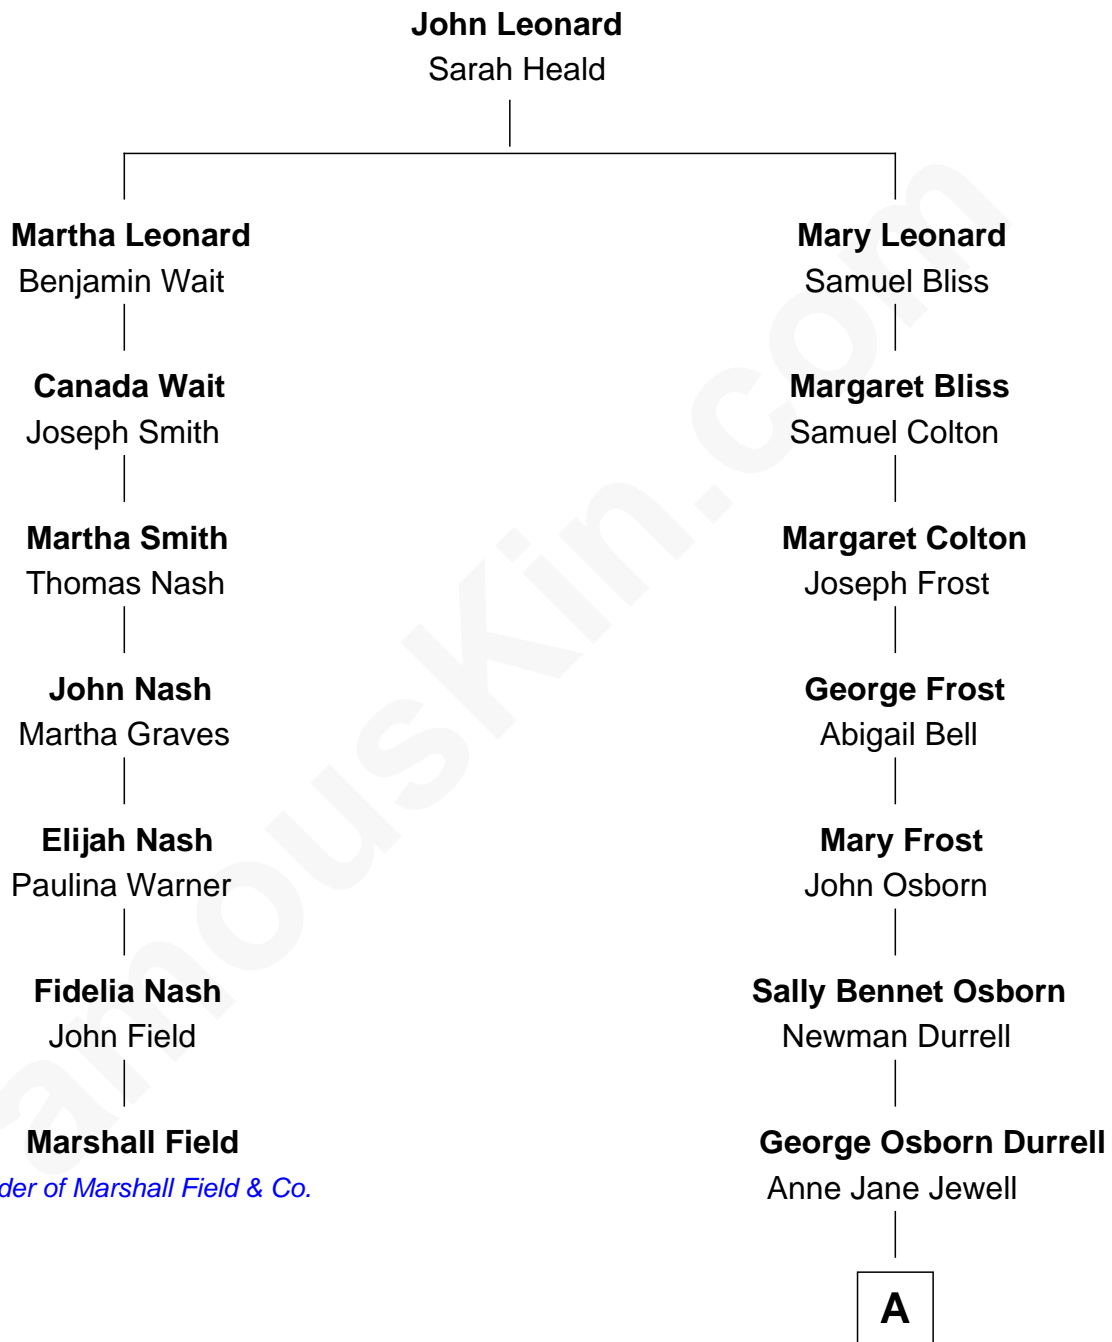 John Leonard
Sarah Heald
Martha Leonard
Benjamin Wait
Mary Leonard
Samuel Bliss
Canada Wait
Joseph Smith
Margaret Bliss
Samuel Colton
Martha Smith
Thomas Nash
Margaret Colton
Joseph Frost
John Nash
Martha Graves
George Frost
Abigail Bell
Elijah Nash
Paulina Warner
Mary Frost
John Osborn
Fidelia Nash
John Field
Sally Bennet Osborn
Newman Durrell
Marshall Field
der of Marshall Field & Co.
George Osborn Durrell
Anne Jane Jewell
A
amousKin.com